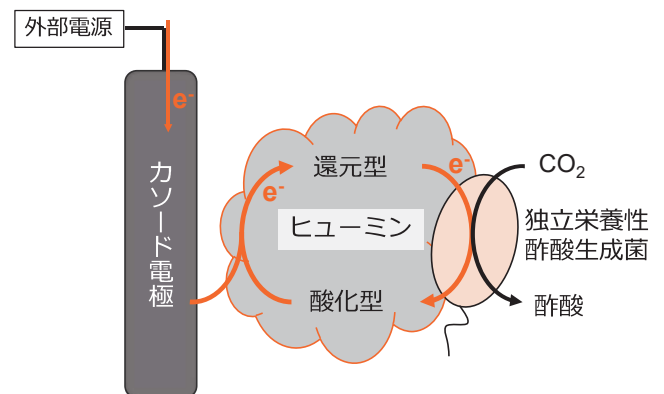 外部電源
e-
カソード電極
還元型
e-
e-
ヒューミン
酸化型
CO₂
独立栄養性
酢酸生成菌
酢酸